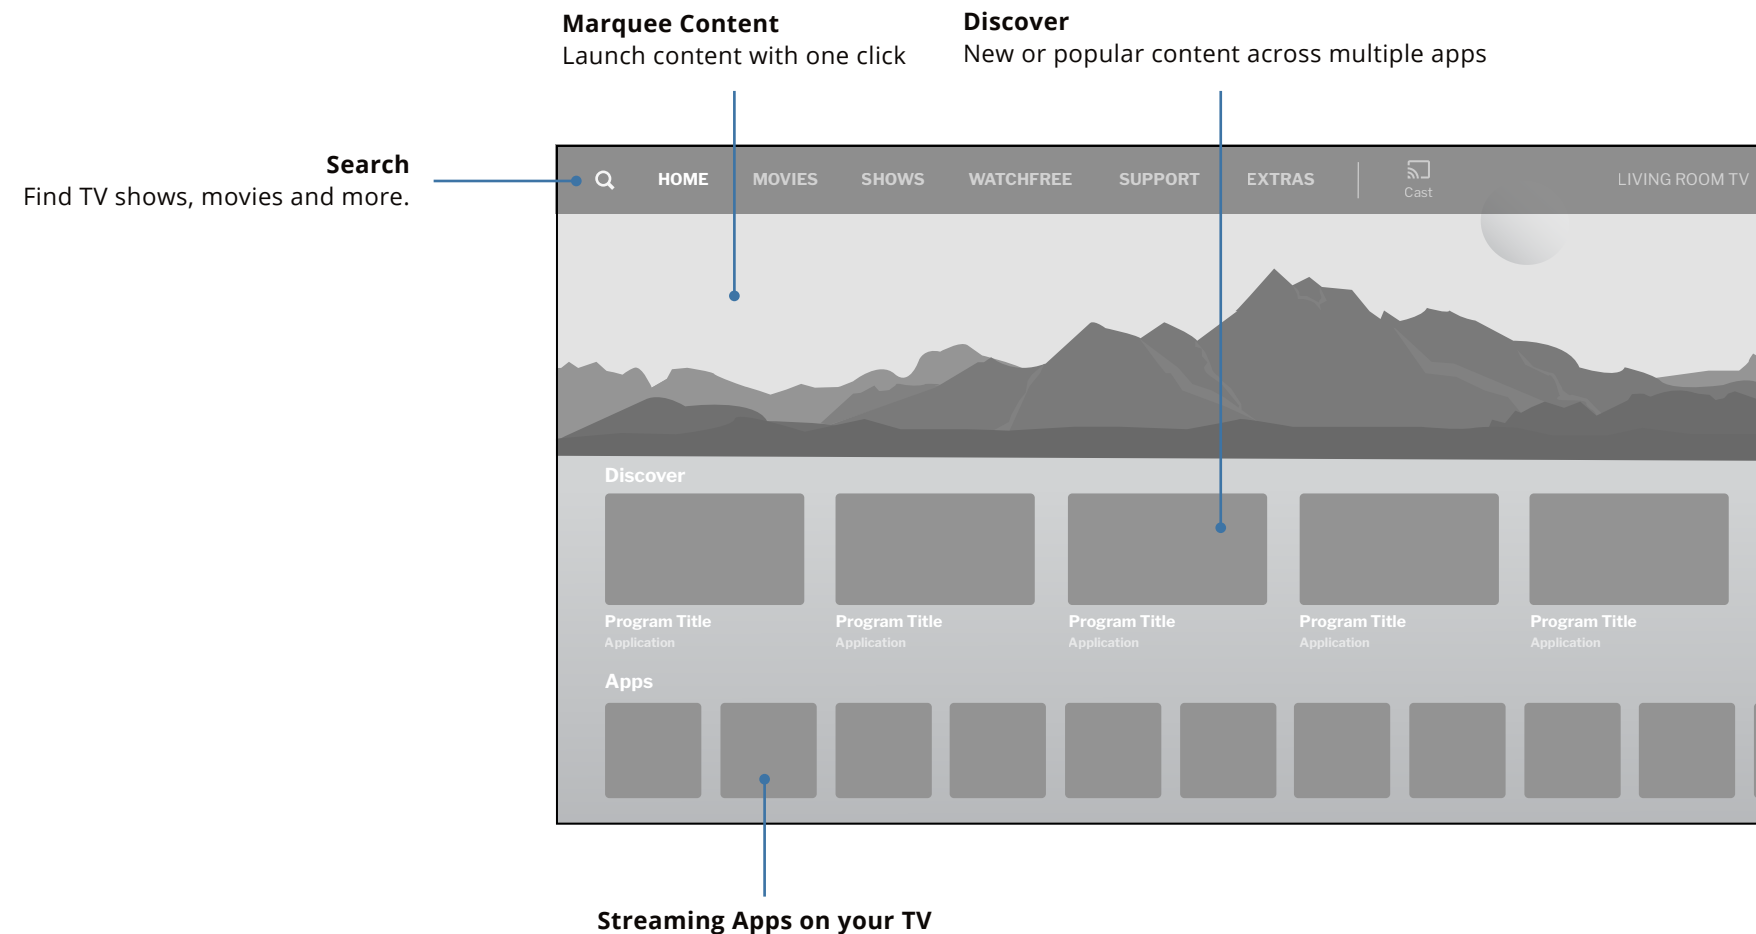 Marquee Content
Launch content with one click
Discover
New or popular content across multiple apps
Search
Find TV shows, movies and more.
HOME MOVIES SHOWS WATCHFREE SUPPORT EXTRAS Cast LIVING ROOM TV
Discover
Program Title Program Title Program Title Program Title Program Title
Application Application Application Application Application
Apps
Streaming Apps on your TV